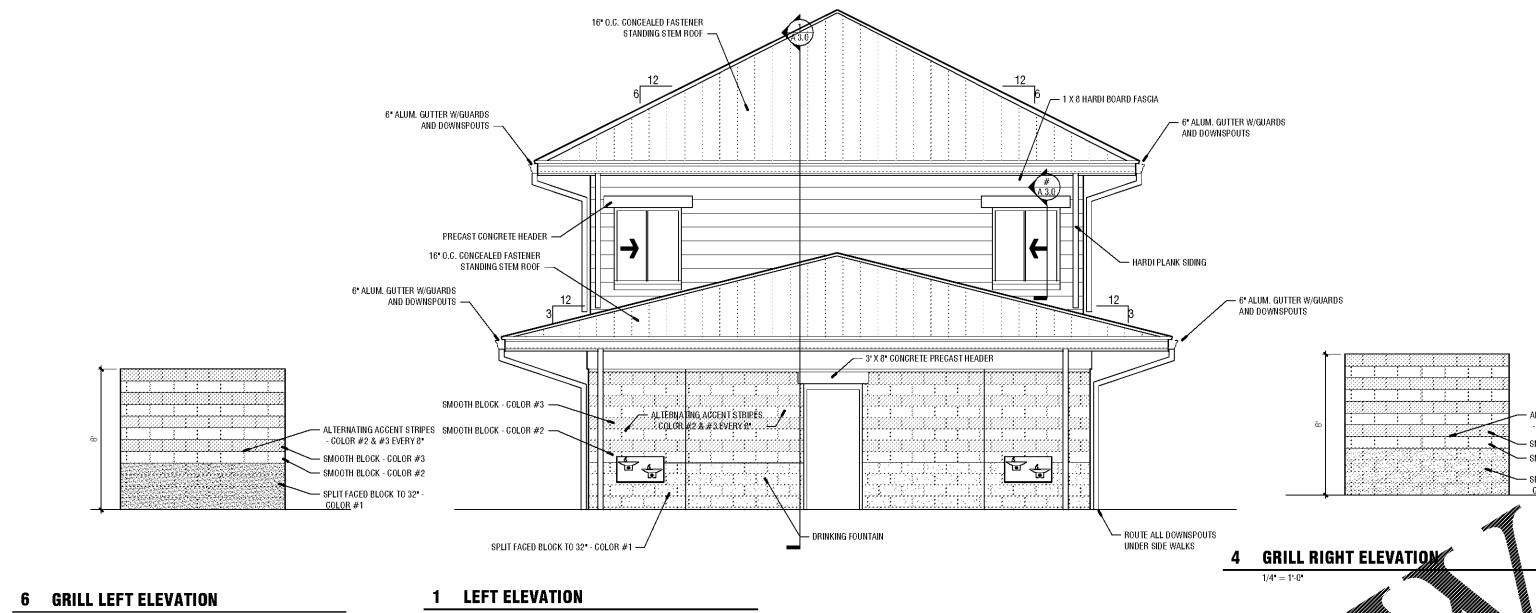 16" O.C. CONCEALED FASTENER
STANDING STEM ROOF
1
A 3.0
12
6
12
6
1 X 8 HARDI BOARD FASCIA
6" ALUM. GUTTER W/GUARDS
AND DOWNSPOUTS
6" ALUM. GUTTER W/GUARDS
AND DOWNSPOUTS
#
A 3.0
PRECAST CONCRETE HEADER
16" O.C. CONCEALED FASTENER
STANDING STEM ROOF
HARDI PLANK SIDING
6" ALUM. GUTTER W/GUARDS
AND DOWNSPOUTS
12
3
12
3
6" ALUM. GUTTER W/GUARDS
AND DOWNSPOUTS
3' X 8" CONCRETE PRECAST HEADER
SMOOTH BLOCK - COLOR #3
ALTERNATING ACCENT STRIPES
- COLOR #2 & #3 EVERY 8"
SMOOTH BLOCK - COLOR #2
8'
ALTERNATING ACCENT STRIPES
- COLOR #2 & #3 EVERY 8"
SMOOTH BLOCK - COLOR #3
SMOOTH BLOCK - COLOR #2
SPLIT FACED BLOCK TO 32" -
COLOR #1
8'
SPLIT FACED BLOCK TO 32" - COLOR #1
DRINKING FOUNTAIN
ROUTE ALL DOWNSPOUTS
UNDER SIDE WALKS
4 GRILL RIGHT ELEVATION
1/4" = 1'-0"
6 GRILL LEFT ELEVATION
1 LEFT ELEVATION